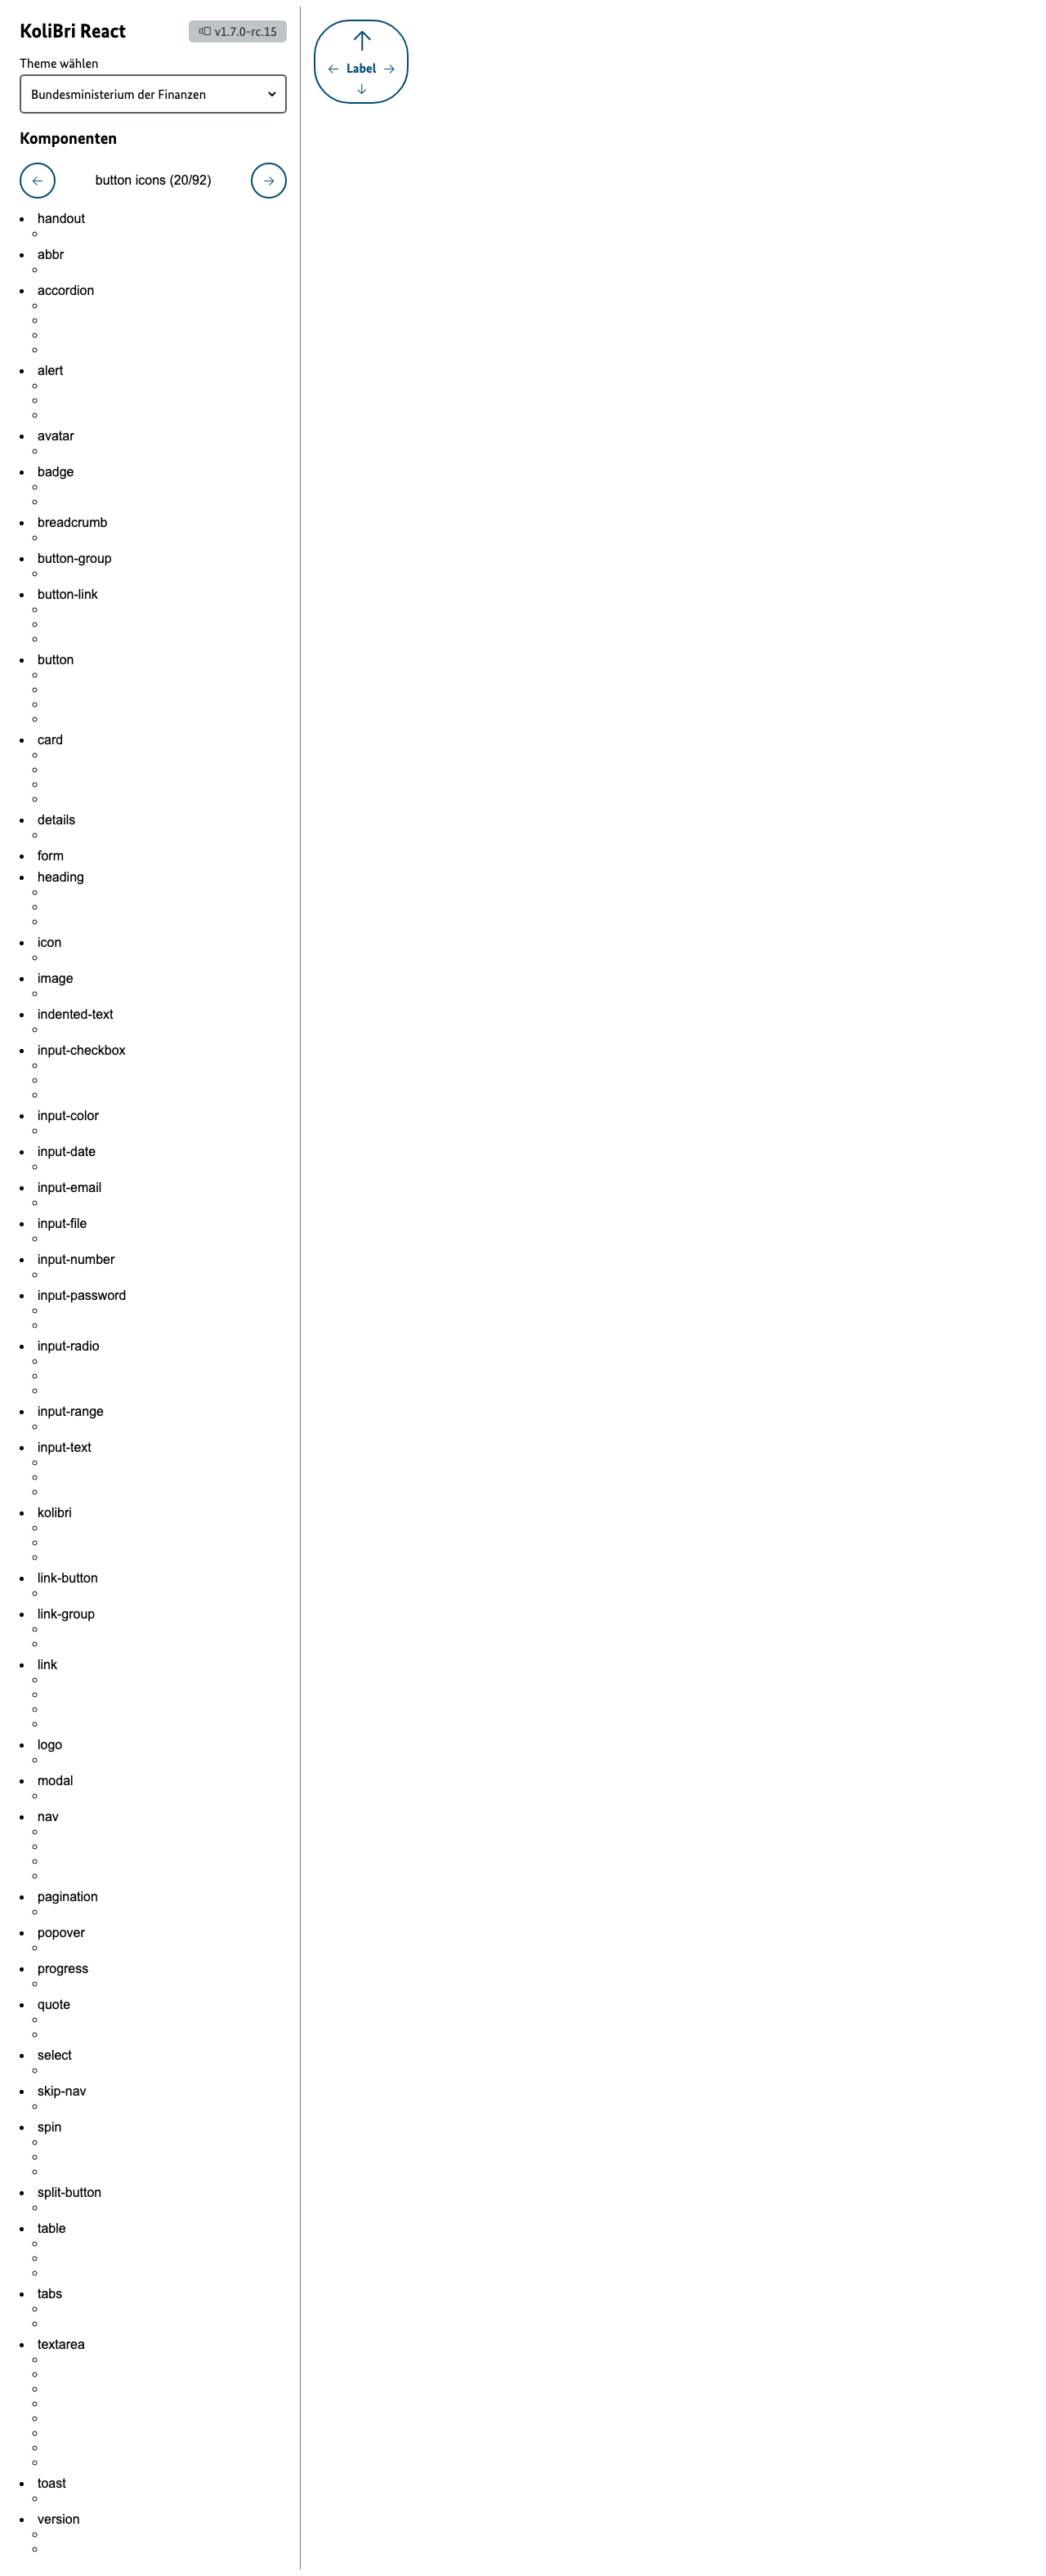 KoliBri React
v1.7.0-rc.15
Theme wählen
Bundesministerium der Finanzen
Komponenten
button icons (20/92)
handout
abbr
accordion
alert
avatar
badge
breadcrumb
button-group
button-link
button
card
details
form
heading
icon
image
indented-text
input-checkbox
input-color
input-date
input-email
input-file
input-number
input-password
input-radio
input-range
input-text
kolibri
link-button
link-group
link
logo
modal
nav
pagination
popover
progress
quote
select
skip-nav
spin
split-button
table
tabs
textarea
toast
version
Label